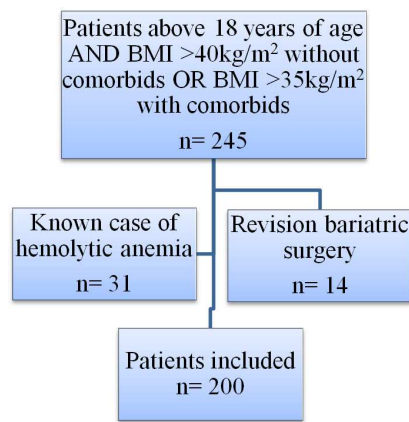 Patients above 18 years of age
AND BMI >40kg/m² without
comorbids OR BMI >35kg/m²
with comorbids
n= 245
Known case of
hemolytic anemia
n= 31
Revision bariatric
surgery
n= 14
Patients included
n= 200